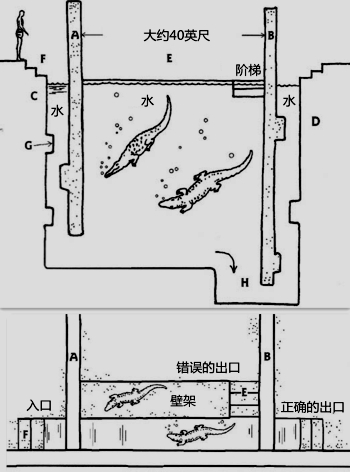 A 大约40英尺 B
F E
阶梯
C 水 水 水
D
G
H
A B
错误的出口
入口 壁架 E 正确的出口
F